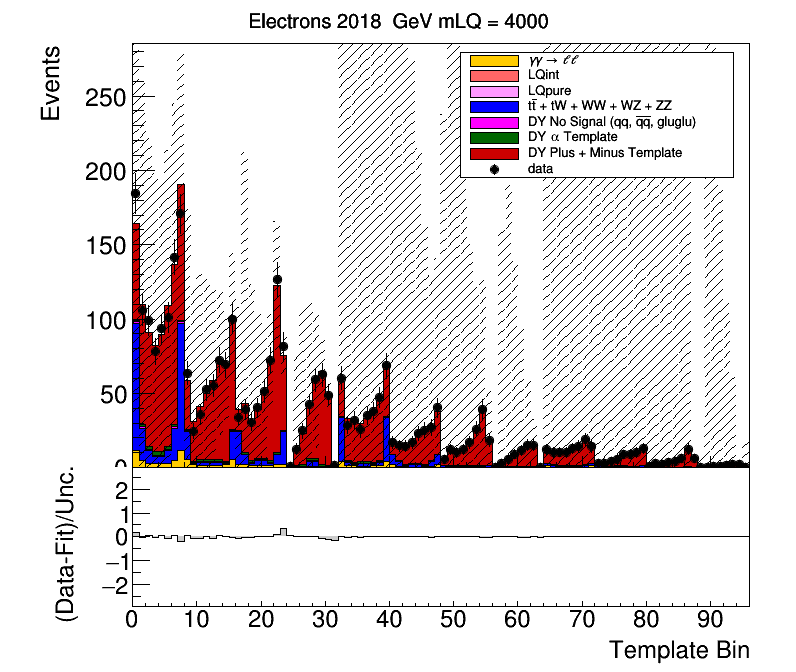 Electrons 2018 GeV mLQ = 4000
Events
250
200
150
100
50
0
γγ → ℓℓ
LQint
LQpure
tt̅ + tW + WW + WZ + ZZ
DY No Signal (qq, q̅q̅, gluglu)
DY α Template
DY Plus + Minus Template
data
(Data-Fit)/Unc.
2
1
0
−1
−2
0 10 20 30 40 50 60 70 80 90
Template Bin